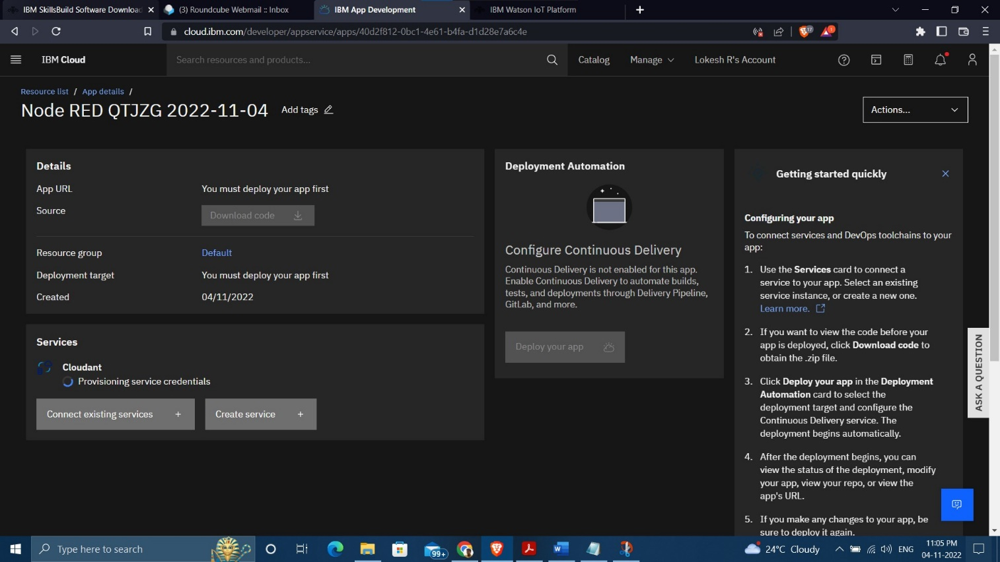 IBM SkillsBuild Software Download
(3) Roundcube Webmail :: Inbox
IBM App Development
IBM Watson IoT Platform
cloud.ibm.com/developer/appservice/apps/40d2f812-0bc1-4e61-b4fa-d1d28e7a6c4e
17
1
IBM Cloud
Search resources and products...
Catalog
Manage
Lokesh R's Account
Resource list / App details /
Node RED QTJZG 2022-11-04
Add tags
Actions...
Details
App URL
You must deploy your app first
Source
Download code
Resource group
Default
Deployment target
You must deploy your app first
Created
04/11/2022
Services
Cloudant
Provisioning service credentials
Connect existing services +
Create service +
Deployment Automation
Configure Continuous Delivery
Continuous Delivery is not enabled for this app.
Enable Continuous Delivery to automate builds,
tests, and deployments through Delivery Pipeline,
GitLab, and more.
Deploy your app
Getting started quickly
Configuring your app
To connect services and DevOps toolchains to your
app:
1. Use the Services card to connect a
service to your app. Select an existing
service instance, or create a new one.
Learn more.
2. If you want to view the code before your
app is deployed, click Download code to
obtain the .zip file.
3. Click Deploy your app in the Deployment
Automation card to select the
deployment target and configure the
Continuous Delivery service. The
deployment begins automatically.
4. After the deployment begins, you can
view the status of the deployment, modify
your app, view your repo, or view the
app's URL.
5. If you make any changes to your app, be
sure to deploy it again.
ASK A QUESTION
Type here to search
99+
24°C Cloudy
ENG
11:05 PM
04-11-2022